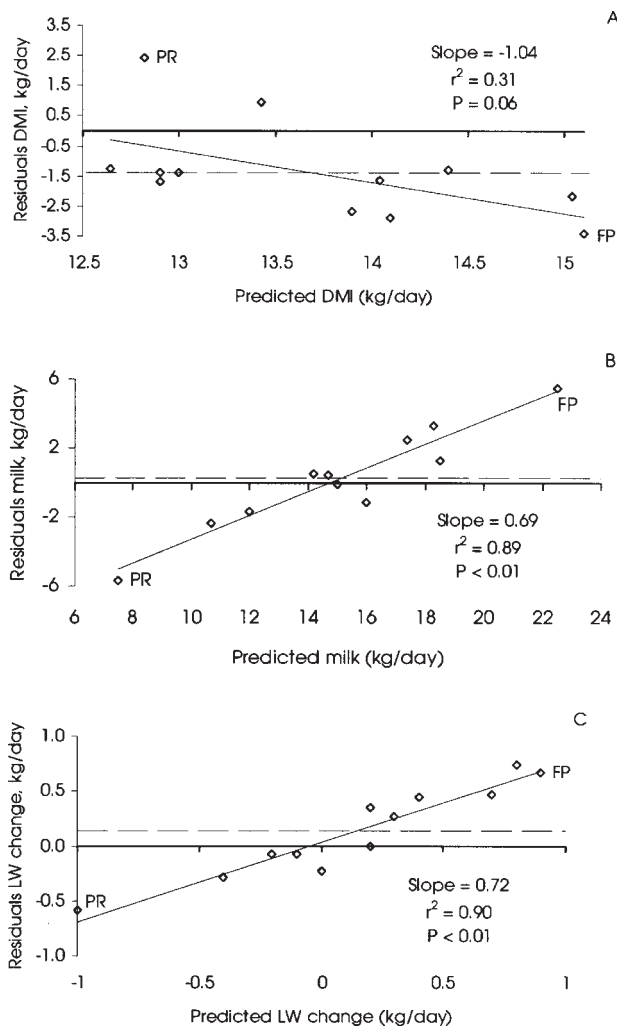 A
Residuals DMI, kg/day
3.5
2.5
1.5
0.5
-0.5
-1.5
-2.5
-3.5
PR
Slope = -1.04
r² = 0.31
P = 0.06
FP
12.5 13 13.5 14 14.5 15
Predicted DMI (kg/day)
B
Residuals milk, kg/day
6
2
-2
-6
FP
PR
Slope = 0.69
r² = 0.89
P < 0.01
6 8 10 12 14 16 18 20 22 24
Predicted milk (kg/day)
C
Residuals LW change, kg/day
1.0
0.5
0.0
-0.5
-1.0
FP
PR
Slope = 0.72
r² = 0.90
P < 0.01
-1 -0.5 0 0.5 1
Predicted LW change (kg/day)